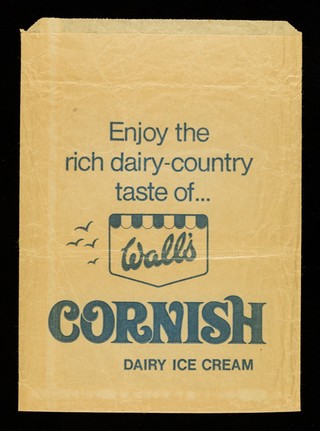 Enjoy the
rich dairy-country
taste of...
Wall's
CORNISH
DAIRY ICE CREAM